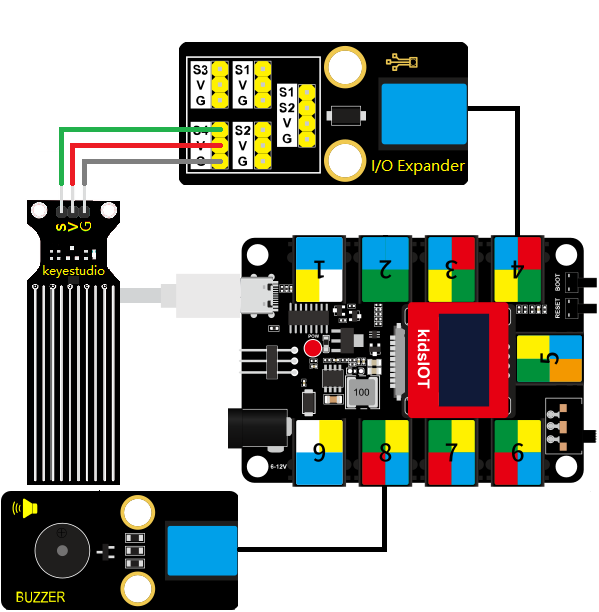 S3 S1
V V
G G
S1
S2
V
G
S4 S2
V V
G G
I/O Expander
S V G
keyestudio
1 2 3 4
BOOT
RESET
POW
kidsIOT
5
100
6-12V
6 8 7 9
BUZZER